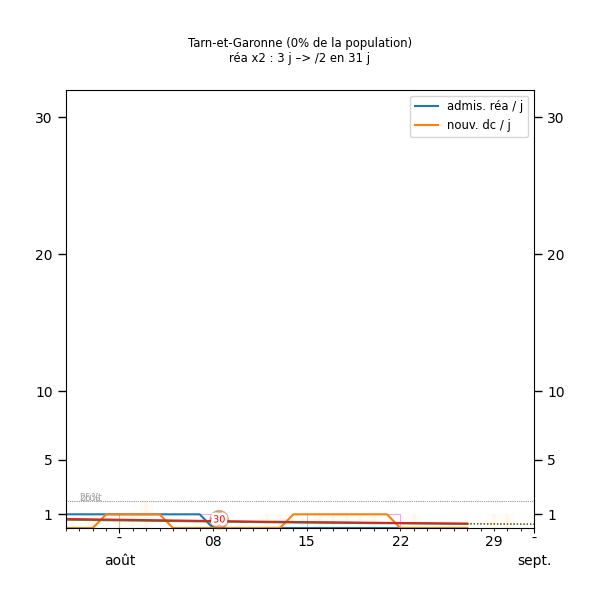 Tarn-et-Garonne (0% de la population)
réa x2 : 3 j –> /2 en 31 j
admis. réa / j
nouv. dc / j
30 30
20 20
10 10
5 5
1 1
30
- 08 15 22 29 -
août sept.